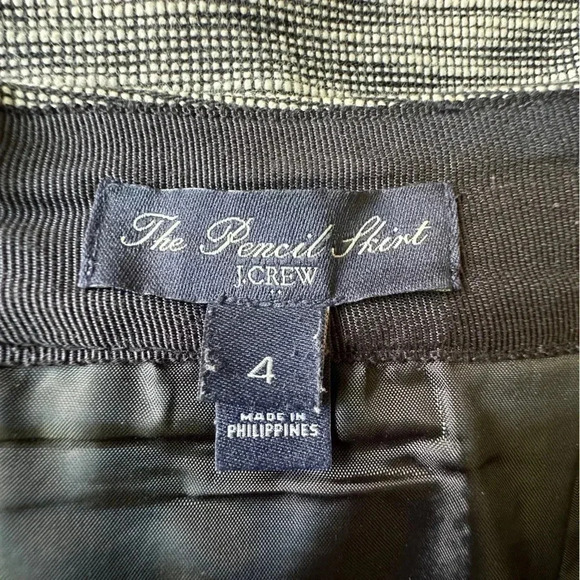 The Pencil Skirt
J.CREW
4
MADE IN
PHILIPPINES